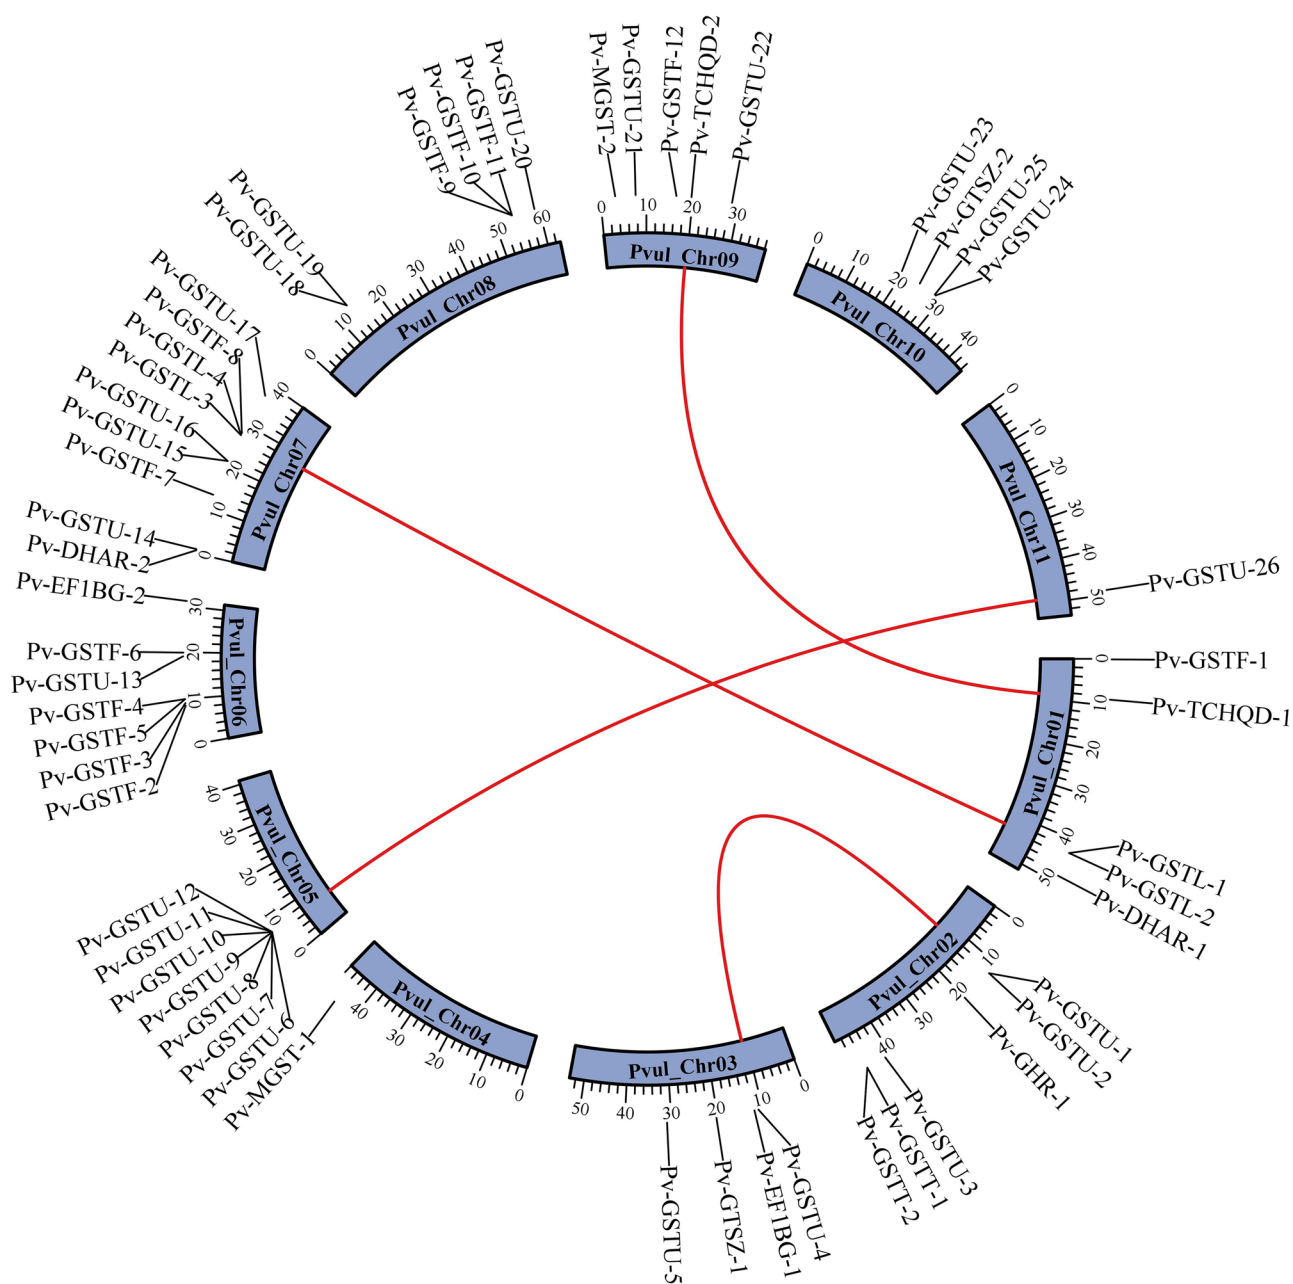 Pvul_Chr01
0
10
20
30
40
50
Pv-GSTF-1
Pv-TCHQD-1
Pv-GSTL-1
Pv-GSTL-2
Pv-DHAR-1
Pvul_Chr02
0
10
20
30
40
Pv-GSTU-1
Pv-GSTU-2
Pv-GHR-1
Pv-GSTU-3
Pv-GSTT-1
Pv-GSTT-2
Pvul_Chr03
0
10
20
30
40
50
Pv-GSTU-4
Pv-EF1BG-1
Pv-GTSZ-1
Pv-GSTU-5
Pvul_Chr04
0
10
20
30
40
Pv-MGST-1
Pvul_Chr05
0
10
20
30
40
Pv-GSTU-6
Pv-GSTU-7
Pv-GSTU-8
Pv-GSTU-9
Pv-GSTU-10
Pv-GSTU-11
Pv-GSTU-12
Pvul_Chr06
0
10
20
30
Pv-GSTF-2
Pv-GSTF-3
Pv-GSTF-5
Pv-GSTF-4
Pv-GSTU-13
Pv-GSTF-6
Pv-EF1BG-2
Pvul_Chr07
0
10
20
30
40
Pv-DHAR-2
Pv-GSTU-14
Pv-GSTF-7
Pv-GSTU-15
Pv-GSTU-16
Pv-GSTL-3
Pv-GSTL-4
Pv-GSTF-8
Pv-GSTU-17
Pvul_Chr08
0
10
20
30
40
50
60
Pv-GSTU-18
Pv-GSTU-19
Pv-GSTF-9
Pv-GSTF-10
Pv-GSTF-11
Pv-GSTU-20
Pvul_Chr09
0
10
20
30
Pv-MGST-2
Pv-GSTU-21
Pv-GSTF-12
Pv-TCHQD-2
Pv-GSTU-22
Pvul_Chr10
0
10
20
30
40
Pv-GSTU-23
Pv-GTSZ-2
Pv-GSTU-25
Pv-GSTU-24
Pvul_Chr11
0
10
20
30
40
50
Pv-GSTU-26